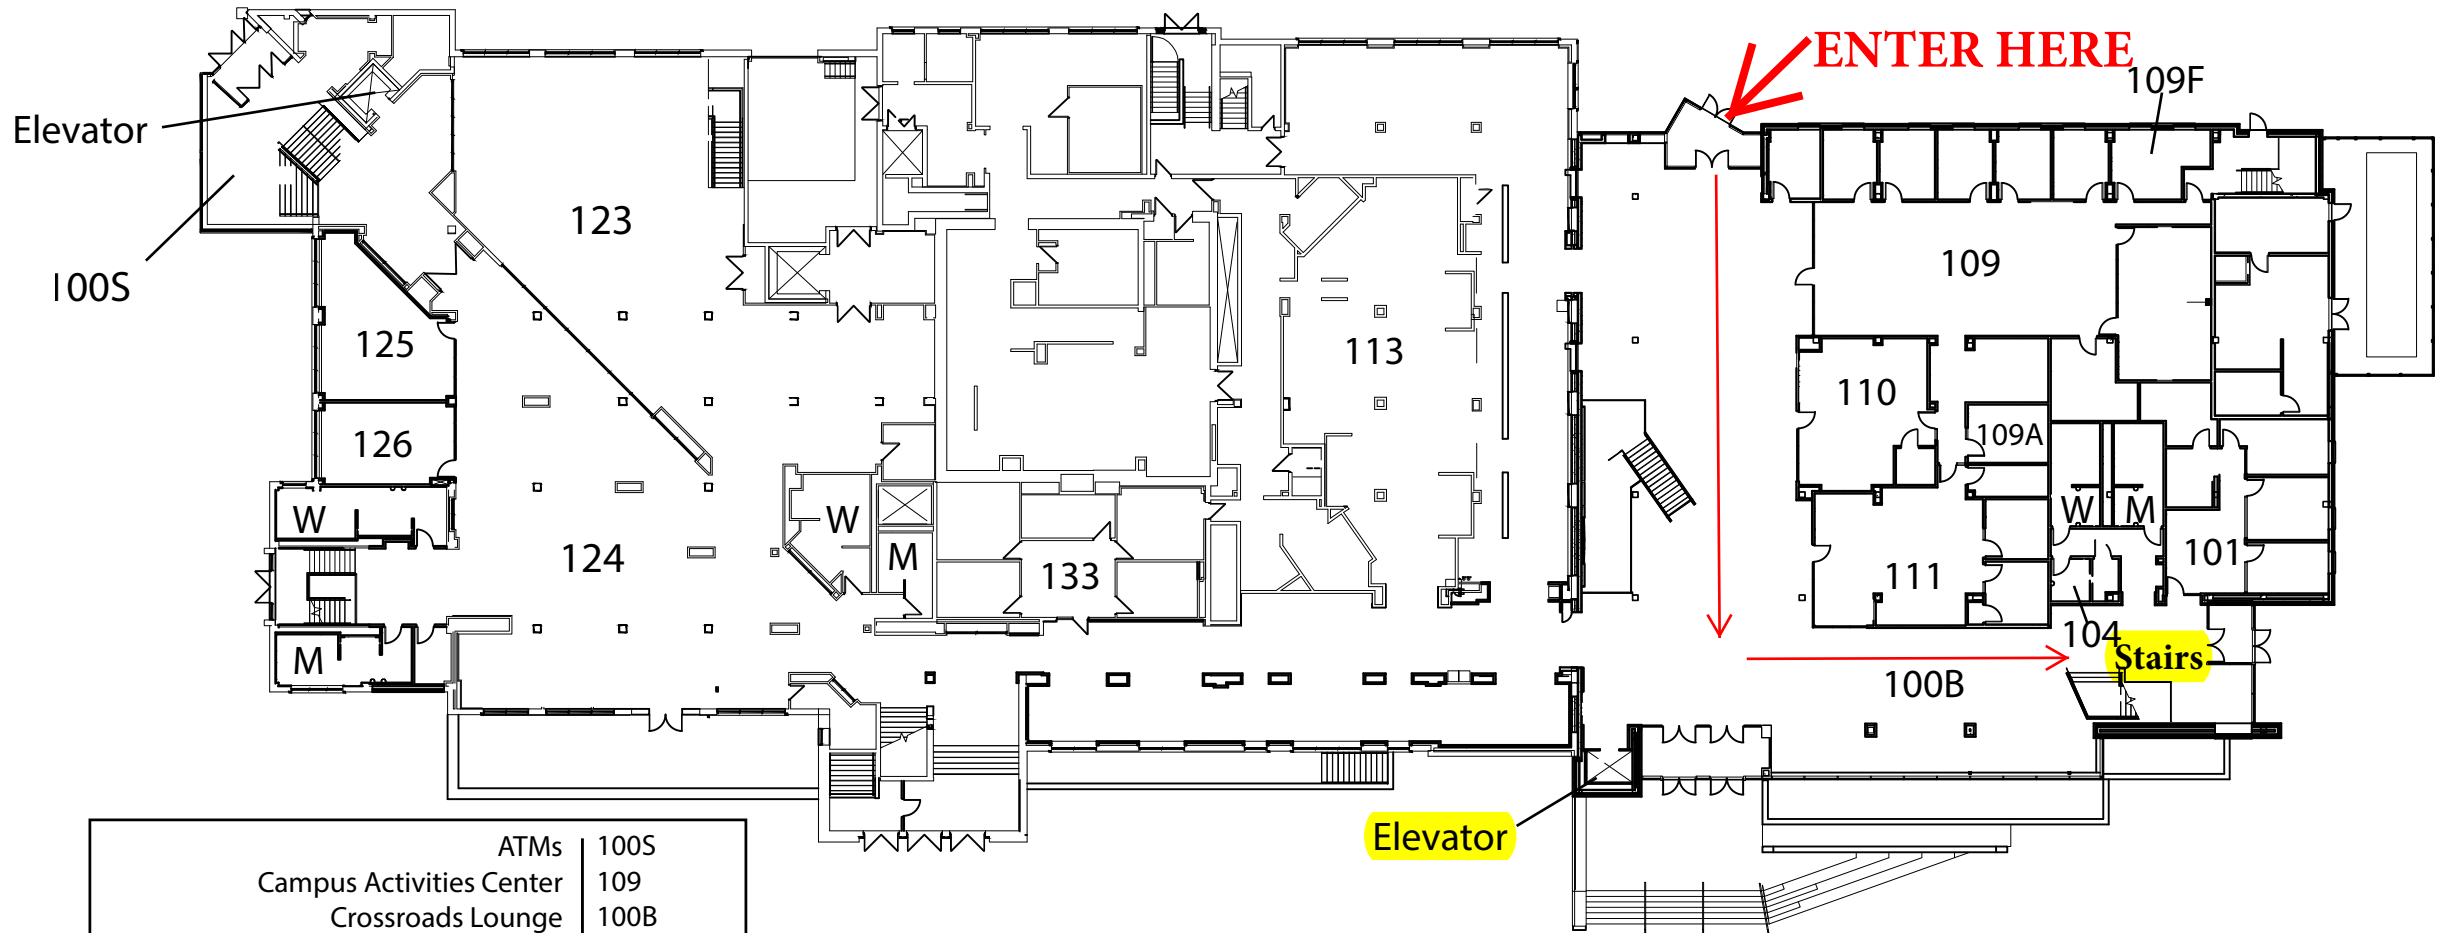 ENTER HERE
109F
Elevator
123
100S
109
125
113
110
126
109A
W
W
W
M
M
124
133
111
101
104
M
Stairs
100B
Elevator
ATMs 100S
Campus Activities Center 109
Crossroads Lounge 100B